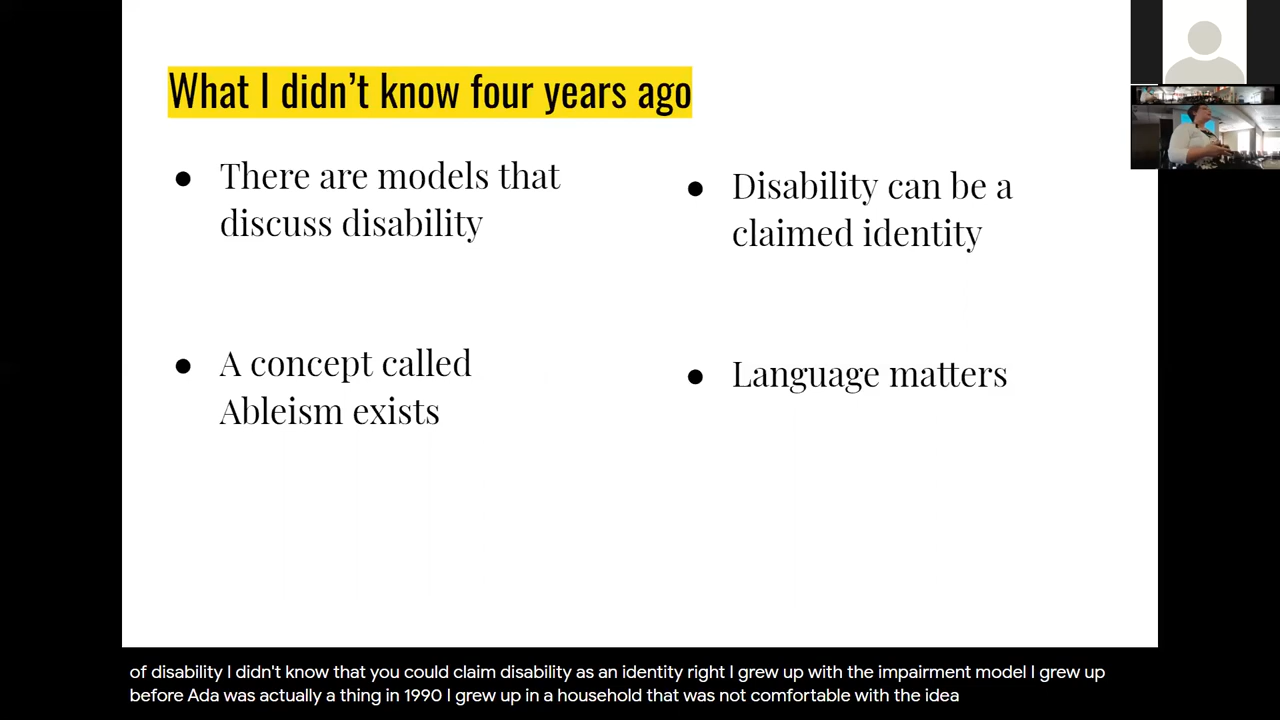 What I didn't know four years ago
● There are models that
discuss disability
● A concept called
Ableism exists
● Disability can be a
claimed identity
● Language matters
of disability I didn't know that you could claim disability as an identity right I grew up with the impairment model I grew up
before Ada was actually a thing in 1990 I grew up in a household that was not comfortable with the idea